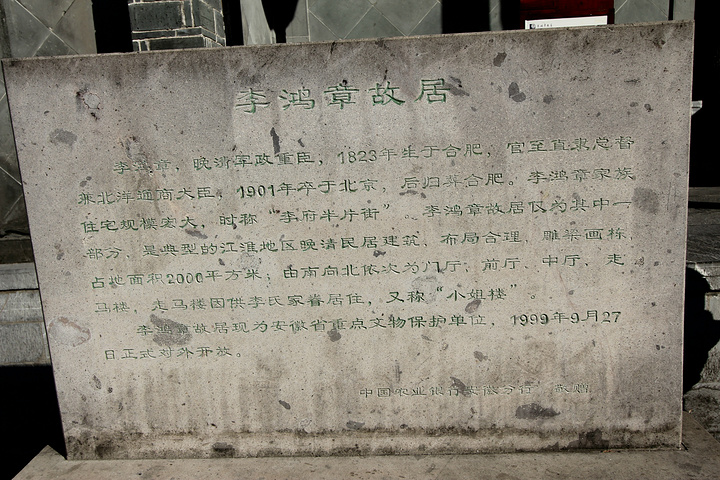 李鸿章故居
李鸿章，晚清军政重臣，1823年生于合肥，官至直隶总督
兼北洋通商大臣，1901年卒于北京，后归葬合肥。李鸿章家族
住宅规模宏大，时称“李府半片街”。李鸿章故居仅为其中一
部分，是典型的江淮地区晚清民居建筑，布局合理，雕梁画栋，
占地面积2000平方米；由南向北依次为门厅、前厅、中厅、走
马楼，走马楼因供李氏家眷居住，又称“小姐楼”。
李鸿章故居现为安徽省重点文物保护单位，1999年9月27
日正式对外开放。
中国农业银行安徽分行 敬赠